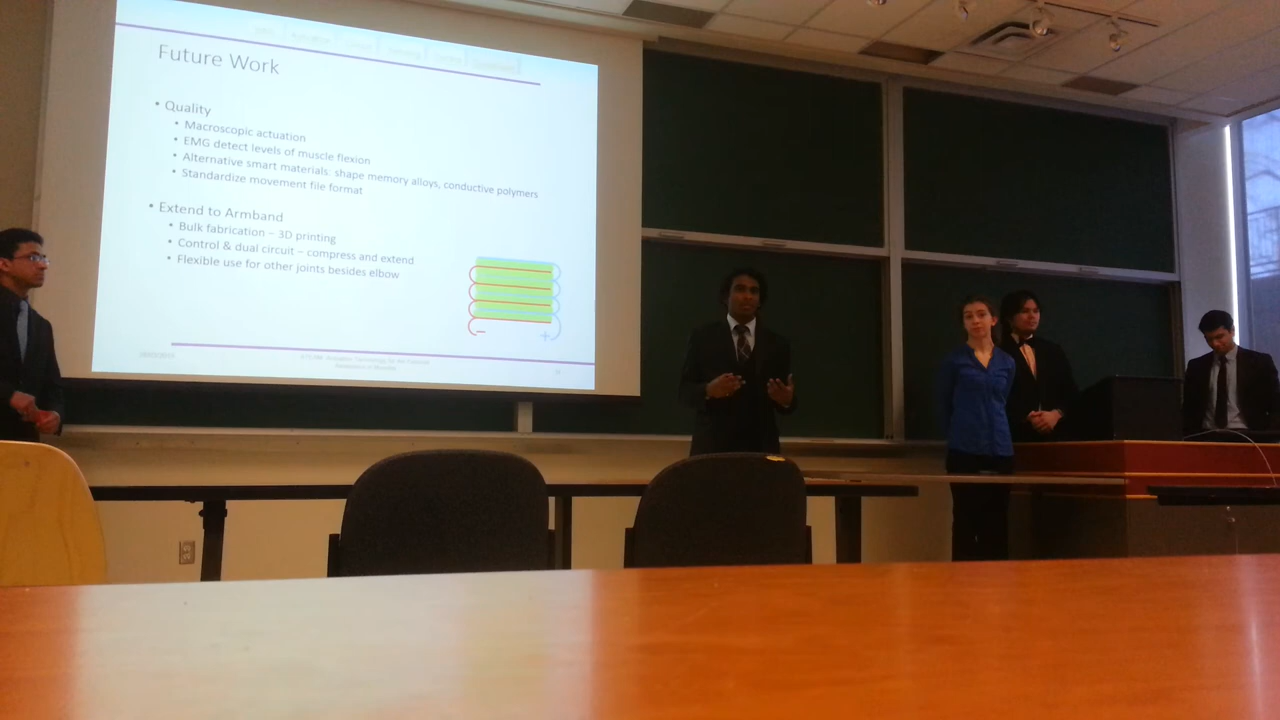 Future Work
• Quality
• Macroscopic actuation
• EMG detect levels of muscle flexion
• Alternative smart materials: shape memory alloys, conductive polymers
• Standardize movement file format
• Extend to Armband
• Bulk fabrication – 3D printing
• Control & dual circuit – compress and extend
• Flexible use for other joints besides elbow
− +